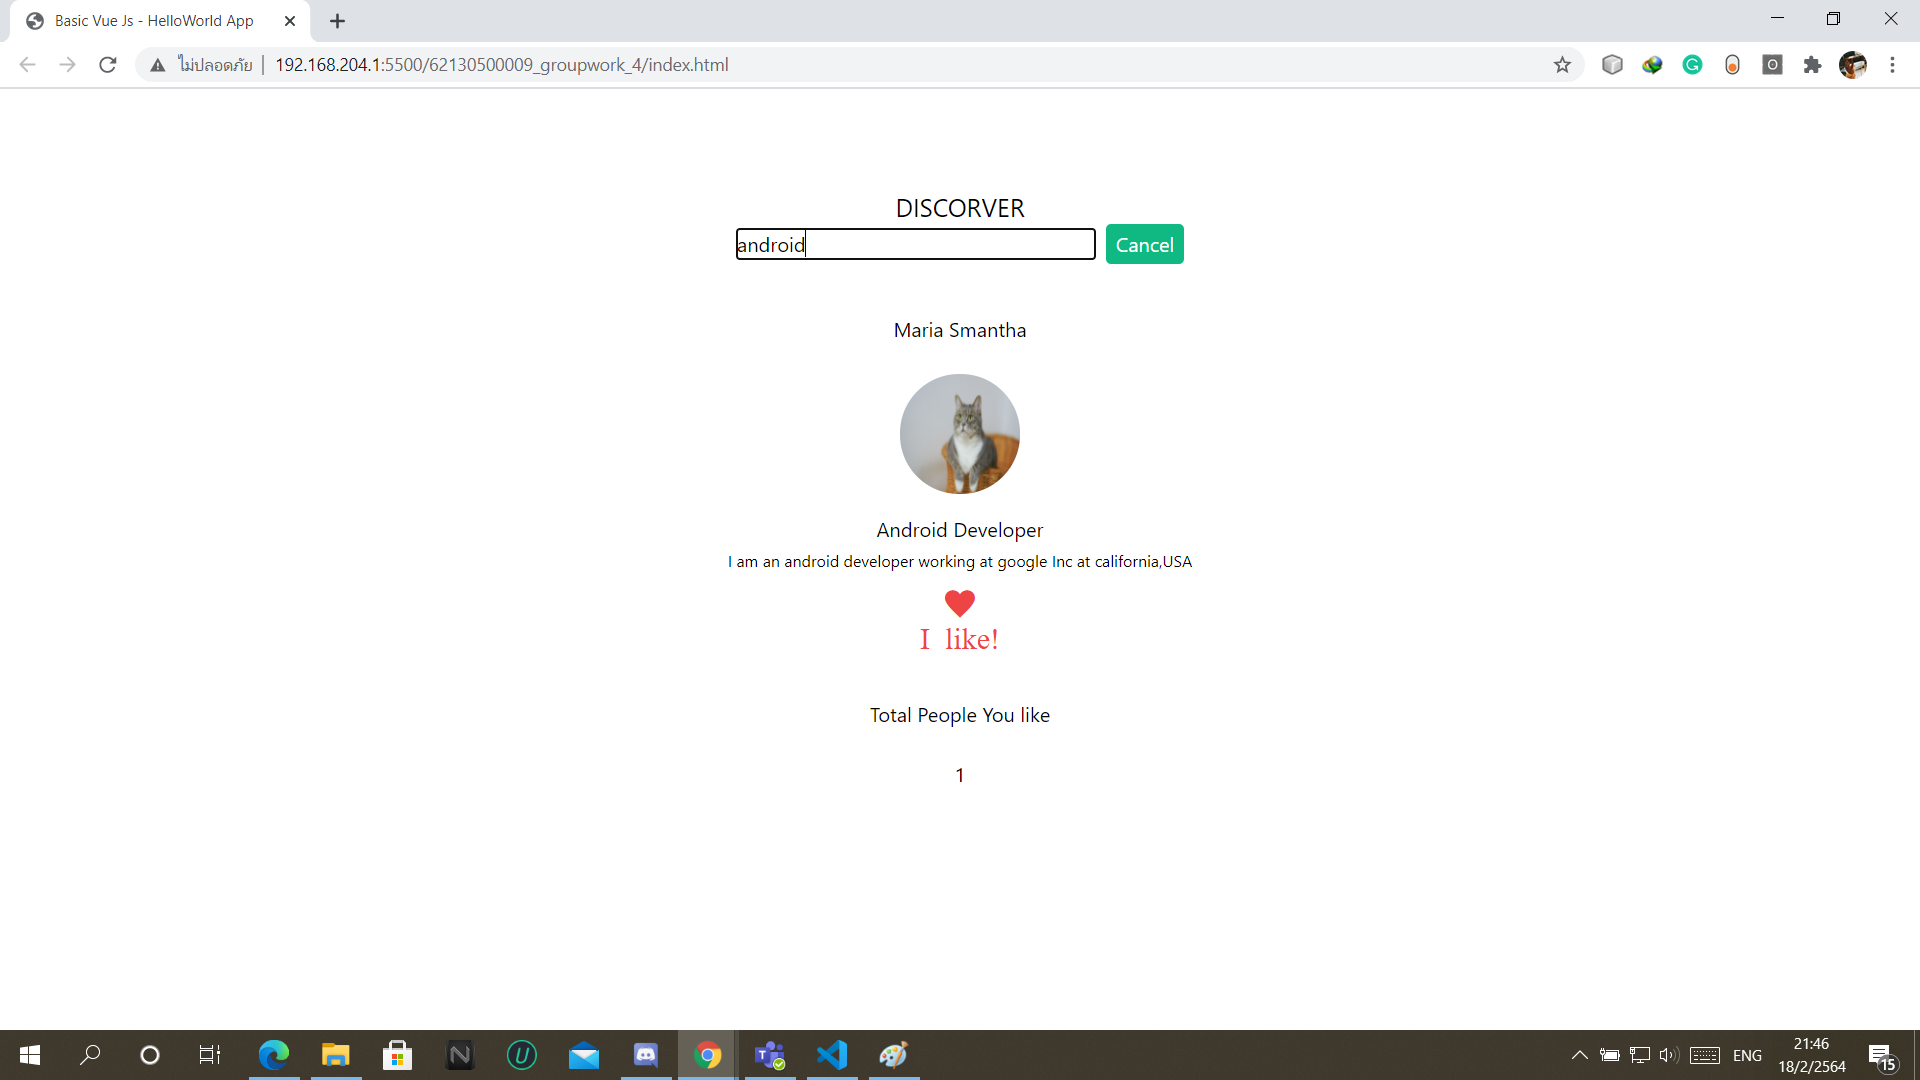 Basic Vue Js - HelloWorld App
ไม่ปลอดภัย | 192.168.204.1:5500/62130500009_groupwork_4/index.html
DISCORVER
android Cancel
Maria Smantha
Android Developer
I am an android developer working at google Inc at california,USA
I like!
Total People You like
1
ENG 21:46
18/2/2564
15